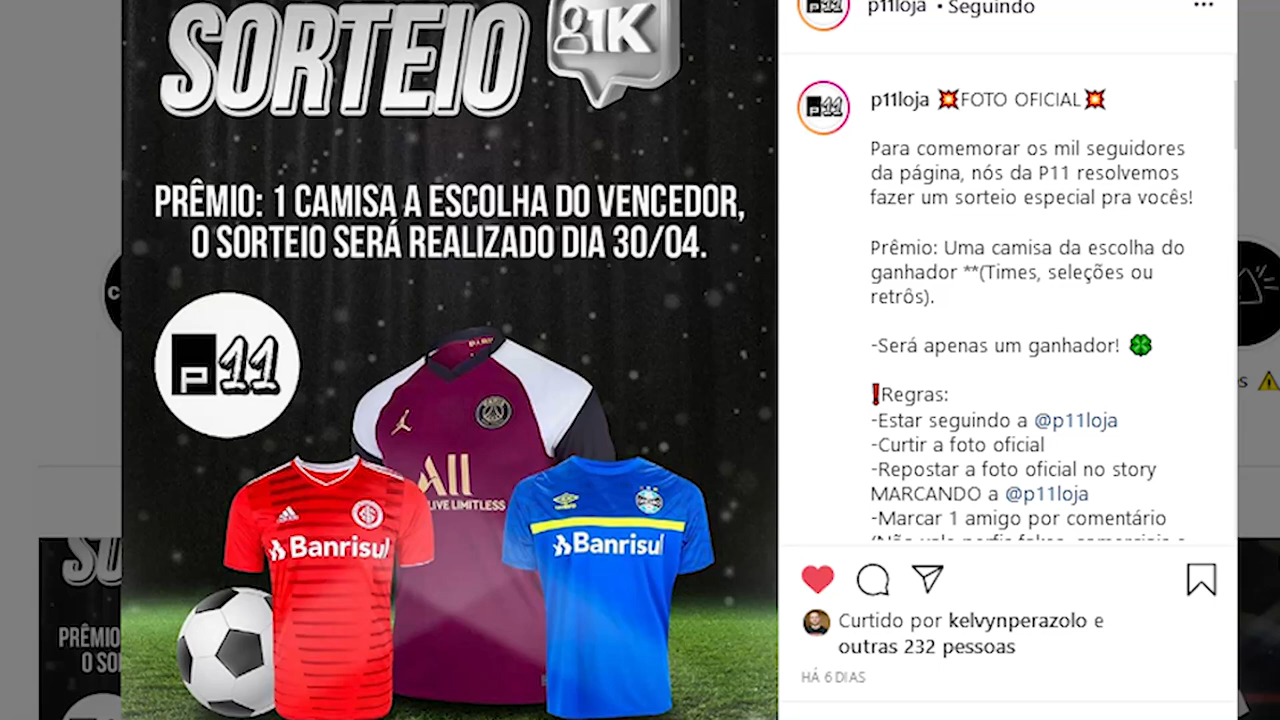 SORTEIO
1K
PRÊMIO: 1 CAMISA A ESCOLHA DO VENCEDOR,
O SORTEIO SERÁ REALIZADO DIA 30/04.
P11
PARIS
ALL
LIVE LIMITLESS
Banrisul
umbro
Banrisul
PRÊMIO
O SO
p11loja • Seguindo
p11loja 💥FOTO OFICIAL💥
Para comemorar os mil seguidores
da página, nós da P11 resolvemos
fazer um sorteio especial pra vocês!
Prêmio: Uma camisa da escolha do
ganhador **(Times, seleções ou
retrôs).
-Será apenas um ganhador! 🍀
❗Regras:
-Estar seguindo a @p11loja
-Curtir a foto oficial
-Repostar a foto oficial no story
MARCANDO a @p11loja
-Marcar 1 amigo por comentário
Curtido por kelvynperazolo e
outras 232 pessoas
HÁ 6 DIAS
s ⚠️